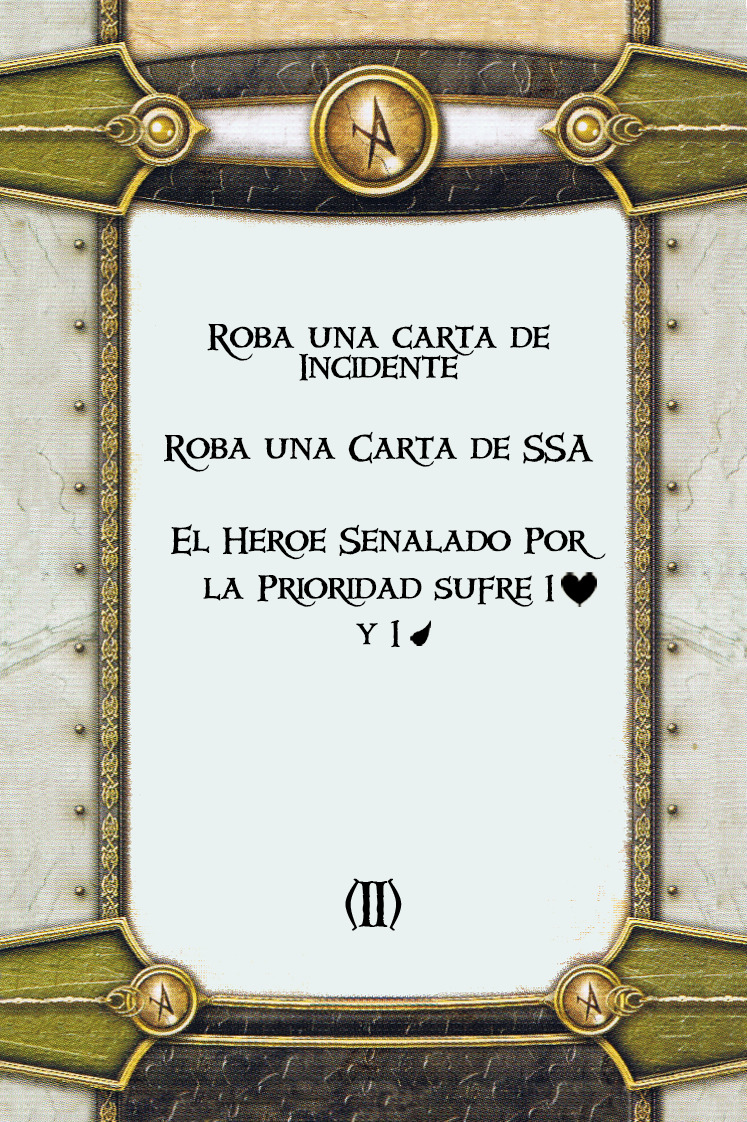 Roba una carta de
Incidente
Roba una Carta de SSA
El Heroe Senalado Por
la Prioridad sufre 1
y 1
(II)